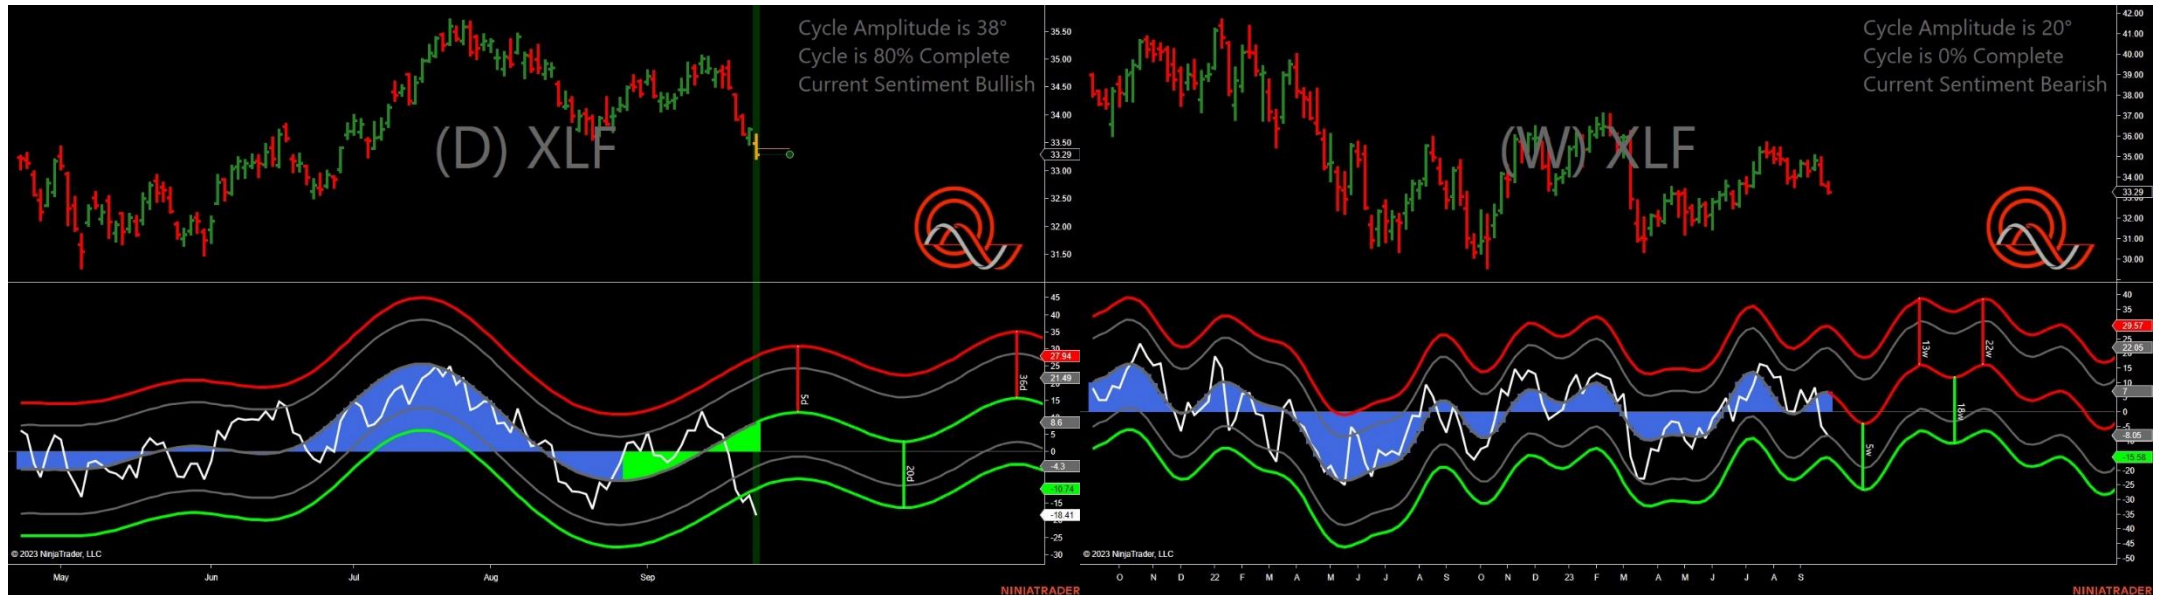 Cycle Amplitude is 38°
Cycle is 80% Complete
Current Sentiment Bullish
(D) XLF
35.50
35.00
34.50
34.00
33.50
33.29
33.00
32.50
32.00
31.50
45
40
35
30
27.94
25
21.49
15
10
8.6
5
0
-4.3
-10.74
-15
-18.41
-25
-30
5d
20d
36d
© 2023 NinjaTrader, LLC
May
Jun
Jul
Aug
Sep
NINJATRADER
Cycle Amplitude is 20°
Cycle is 0% Complete
Current Sentiment Bearish
(W) XLF
42.00
41.00
40.00
39.00
38.00
37.00
36.00
35.00
34.00
33.29
32.00
31.00
30.00
40
35
29.57
22.05
15
10
7
5
0
-8.05
-15.58
-20
-25
-30
-35
-40
-45
-50
5w
13w
18w
22w
© 2023 NinjaTrader, LLC
O N D 22 F M A M J J A S O N D 23 F M A M J J A S
NINJATRADER